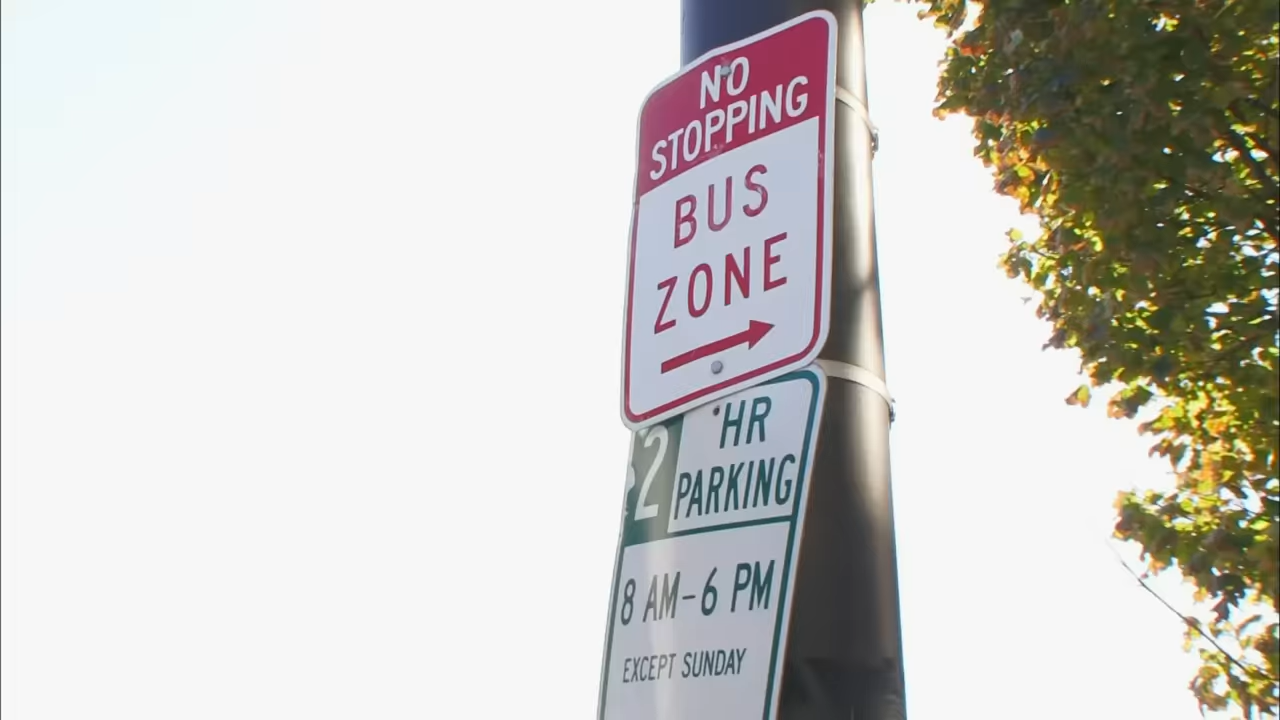 NO
STOPPING
BUS
ZONE
2 HR
PARKING
8 AM-6 PM
EXCEPT SUNDAY